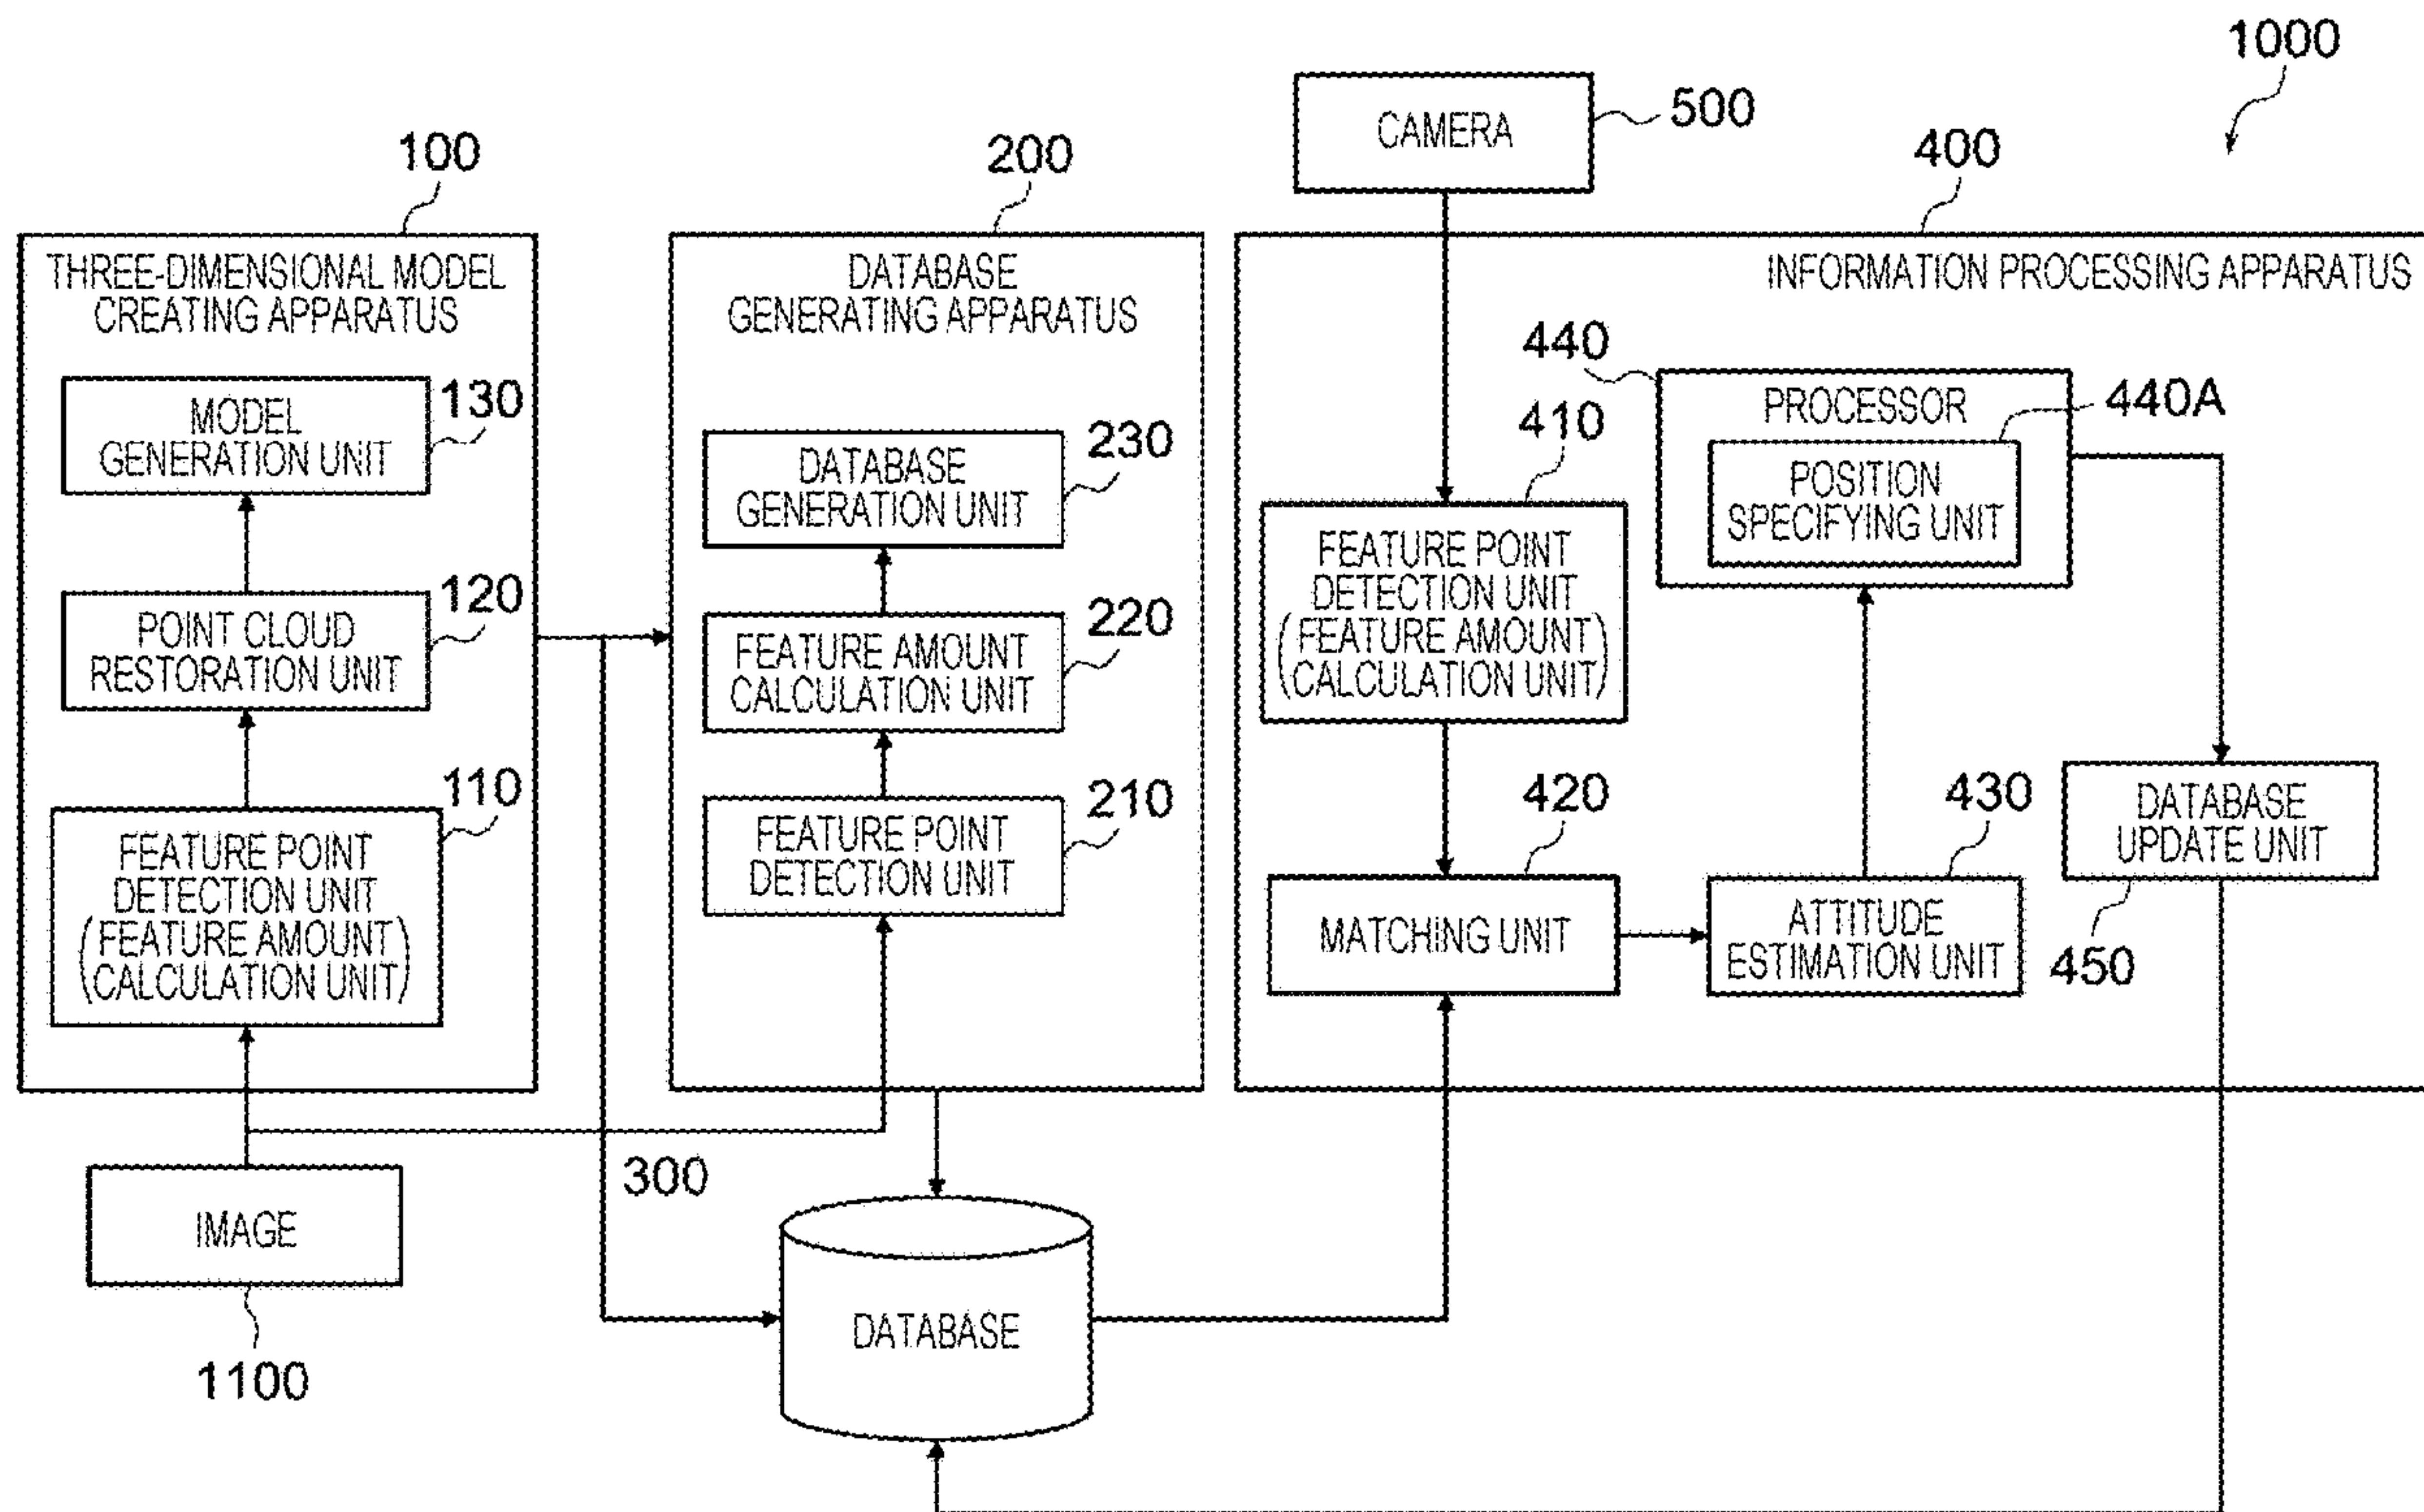 1000
CAMERA
500
100
200
400
THREE-DIMENSIONAL MODEL
CREATING APPARATUS
MODEL
GENERATION UNIT
130
POINT CLOUD
RESTORATION UNIT
120
110
FEATURE POINT
DETECTION UNIT
(FEATURE AMOUNT
CALCULATION UNIT)
IMAGE
1100
DATABASE
GENERATING APPARATUS
DATABASE
GENERATION UNIT
230
FEATURE AMOUNT
CALCULATION UNIT
220
FEATURE POINT
DETECTION UNIT
210
300
DATABASE
INFORMATION PROCESSING APPARATUS
440
PROCESSOR
440A
POSITION
SPECIFYING UNIT
410
FEATURE POINT
DETECTION UNIT
(FEATURE AMOUNT
CALCULATION UNIT)
420
MATCHING UNIT
430
ATTITUDE
ESTIMATION UNIT
DATABASE
UPDATE UNIT
450